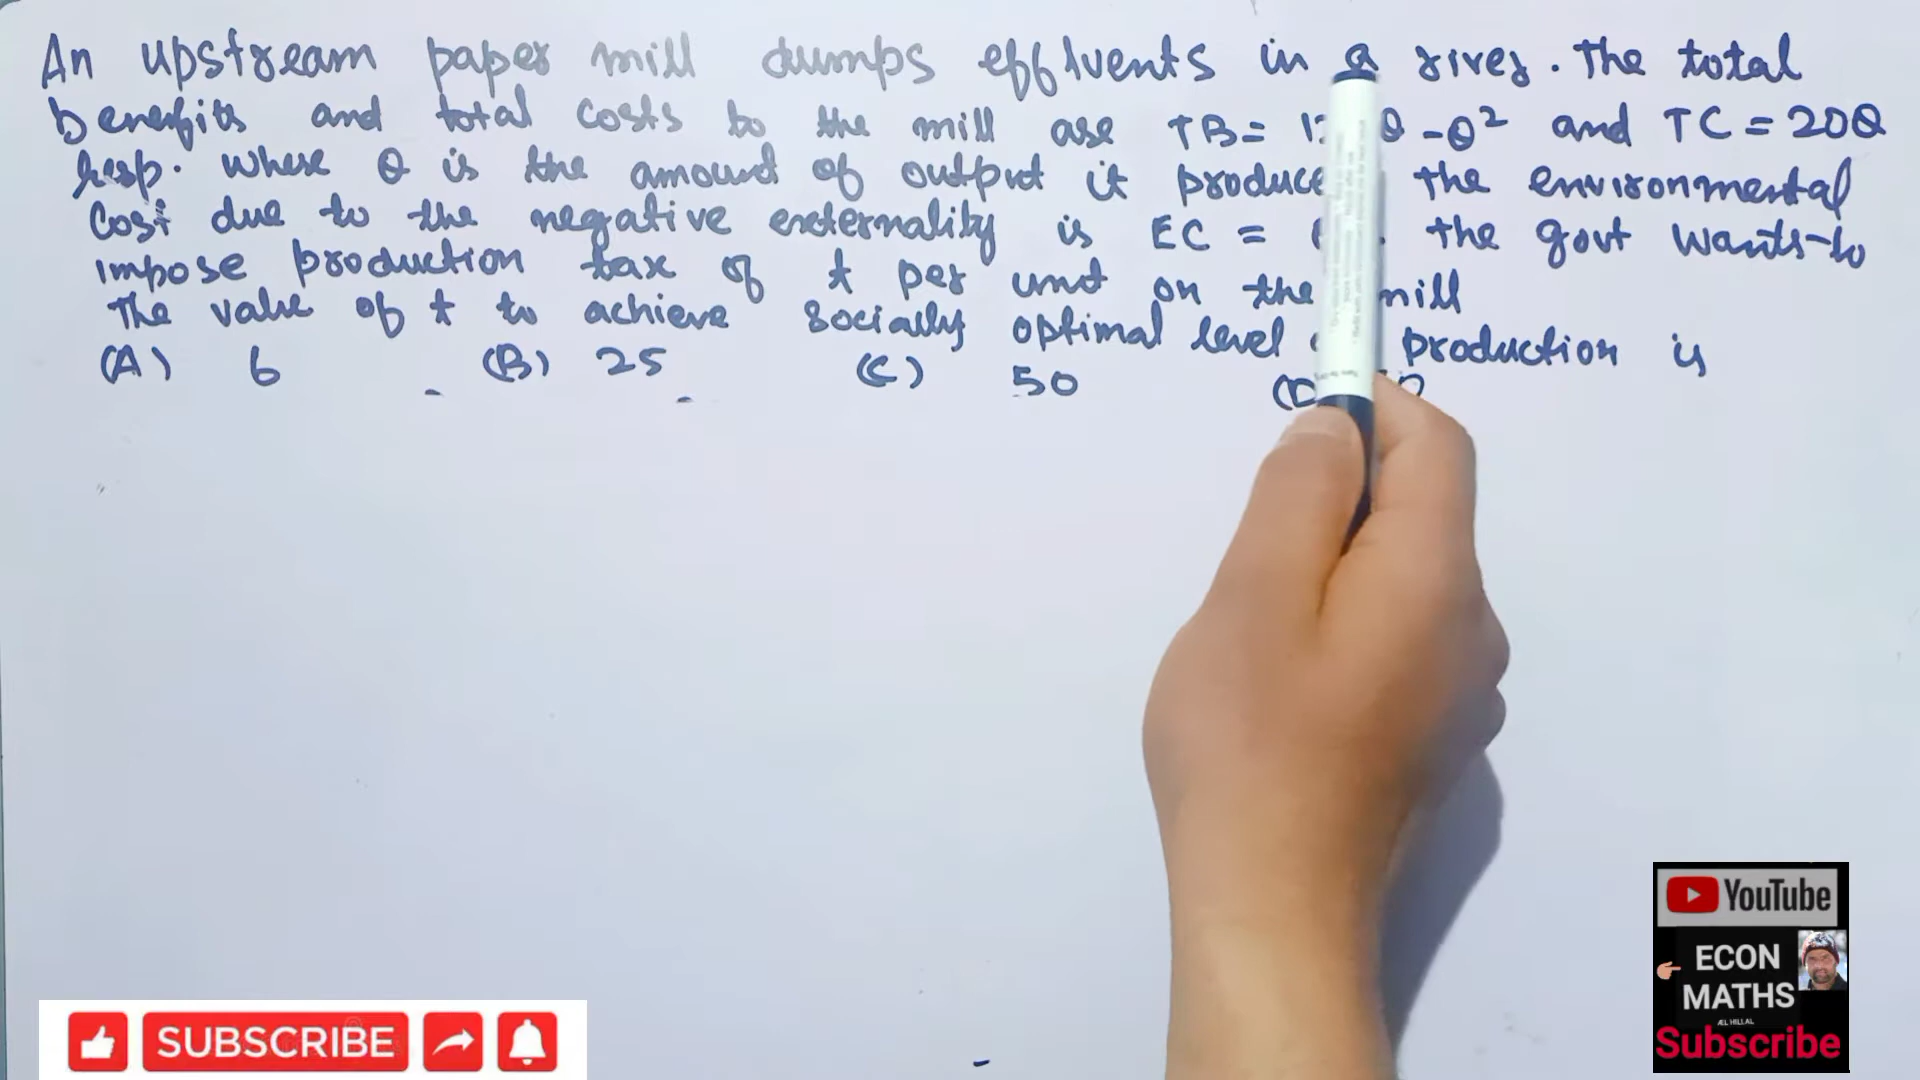 An upstream paper mill dumps effluents in a river. The total
benefits and total costs to the mill are TB= -Q² and TC = 20Q
resp. where Q is the amount of output it the environmental
cost due to the negative externality is EC = the govt wants to
impose production tax of t per unit on the mill
The value of t to achieve socially optimal level production is
(A) 6 (B) 25 (C) 50
YouTube
ECON
MATHS
ÆL HILLAL
Subscribe
SUBSCRIBE